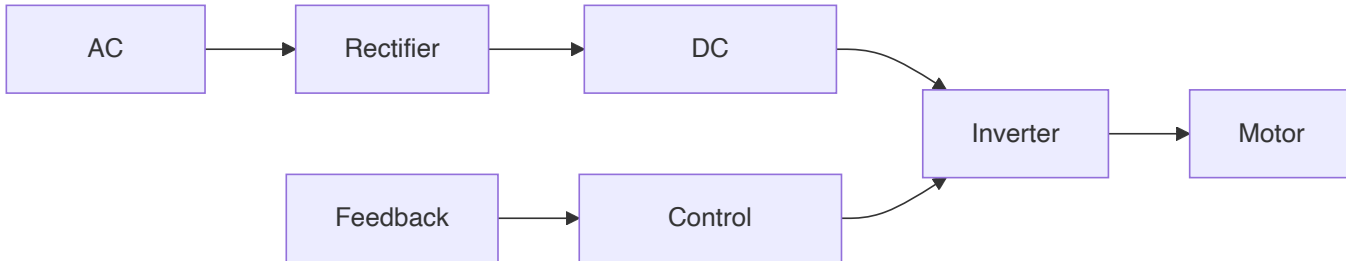 AC
Rectifier
DC
Inverter
Motor
Feedback
Control